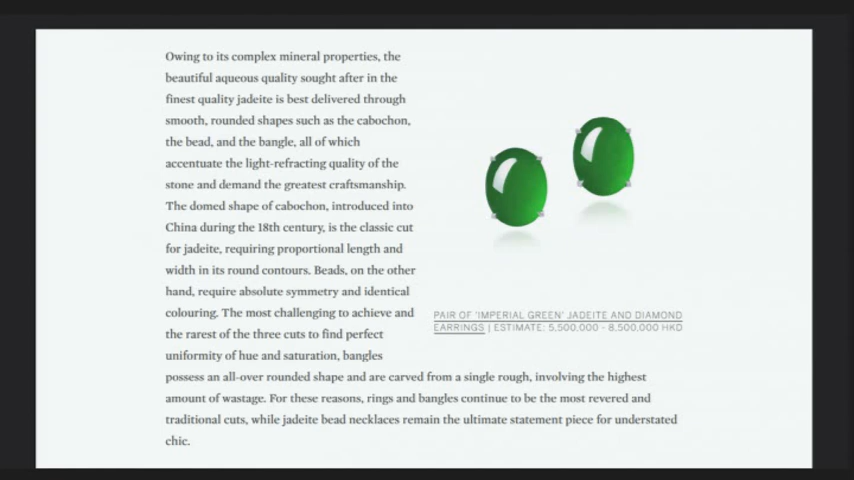 Owing to its complex mineral properties, the
beautiful aqueous quality sought after in the
finest quality jadeite is best delivered through
smooth, rounded shapes such as the cabochon,
the bead, and the bangle, all of which
accentuate the light-refracting quality of the
stone and demand the greatest craftsmanship.
The domed shape of cabochon, introduced into
China during the 18th century, is the classic cut
for jadeite, requiring proportional length and
width in its round contours. Beads, on the other
hand, require absolute symmetry and identical
colouring. The most challenging to achieve and
the rarest of the three cuts to find perfect
uniformity of hue and saturation, bangles
possess an all-over rounded shape and are carved from a single rough, involving the highest
amount of wastage. For these reasons, rings and bangles continue to be the most revered and
traditional cuts, while jadeite bead necklaces remain the ultimate statement piece for understated
chic.
PAIR OF 'IMPERIAL GREEN' JADEITE AND DIAMOND
EARRINGS | ESTIMATE: 5,500,000 - 8,500,000 HKD